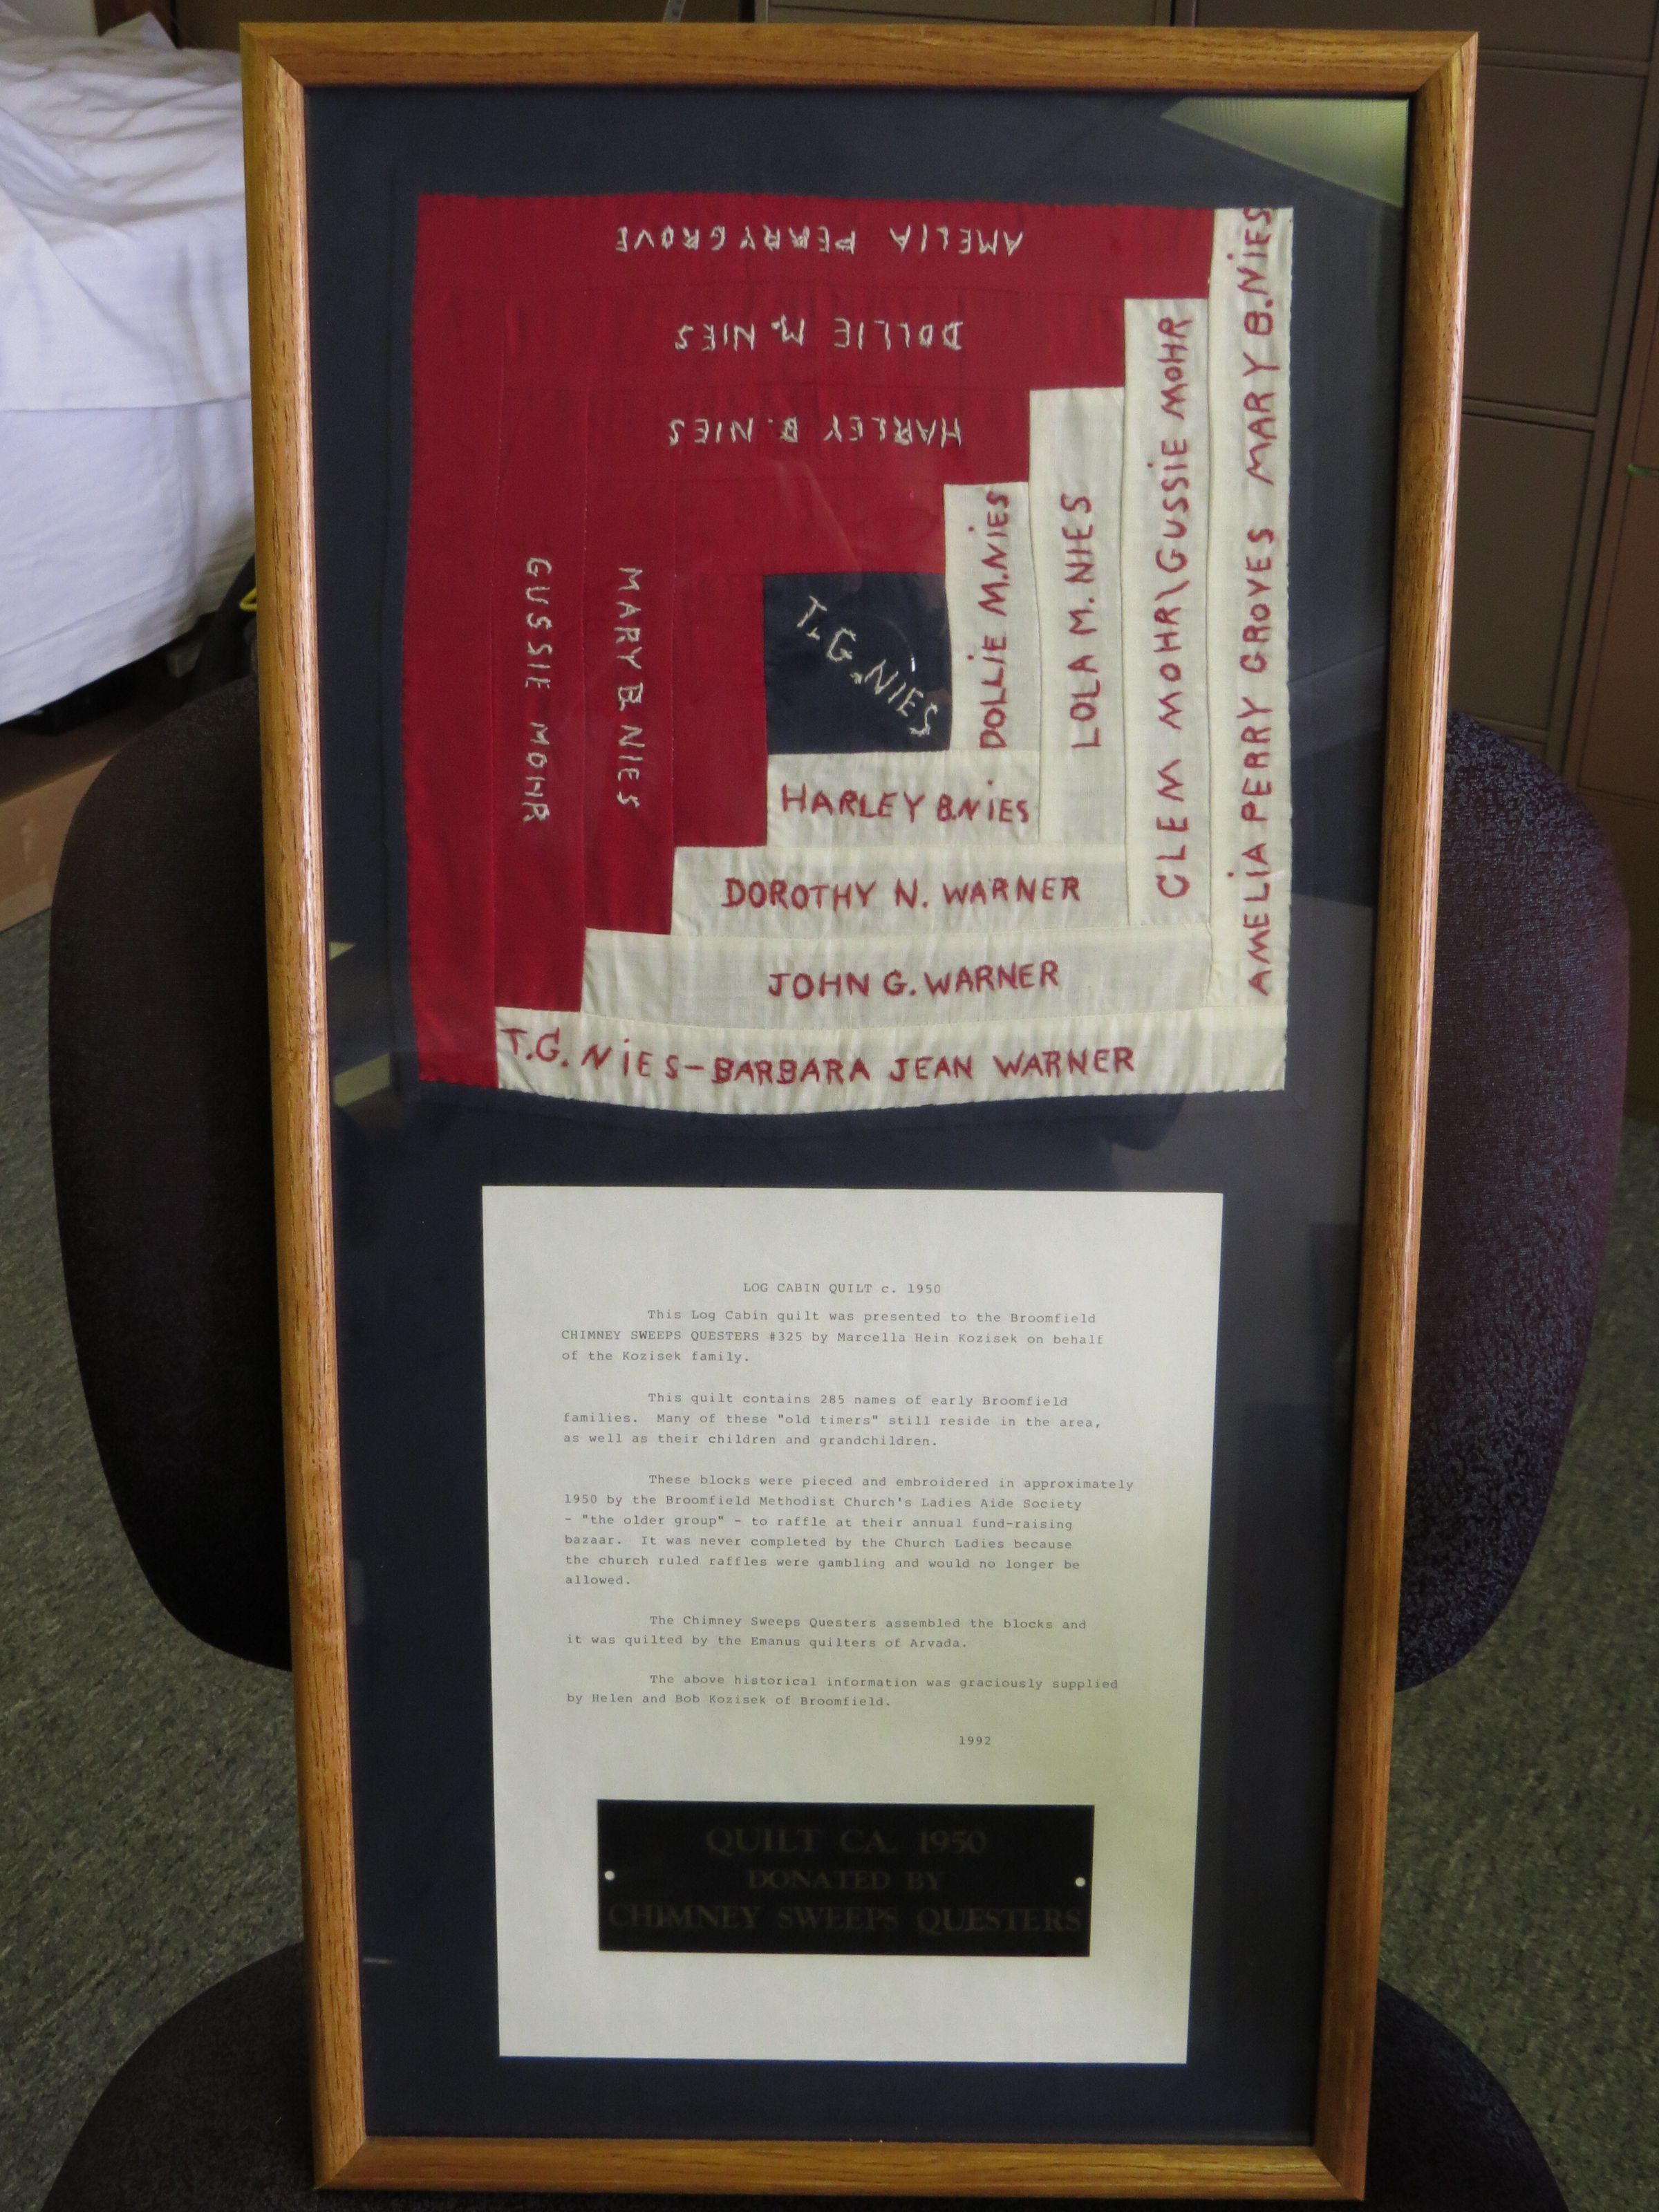 AMELIA PERRY GROVE
DOLLIE M. NIES
HARLEY B. NIES
GUSSIE MOHR
MARY B. NIES
T.G. NIES
DOLLIE M. NIES
LOLA M. NIES
CLEM MOHR\GUSSIE MOHR
AMELIA PERRY GROVES MARY B. NIES
HARLEY B. NIES
DOROTHY N. WARNER
JOHN G. WARNER
T.G. NIES-BARBARA JEAN WARNER
LOG CABIN QUILT c. 1950
This Log Cabin quilt was presented to the Broomfield
CHIMNEY SWEEPS QUESTERS #325 by Marcella Hein Kozisek on behalf
of the Kozisek family.
This quilt contains 285 names of early Broomfield
families. Many of these "old timers" still reside in the area,
as well as their children and grandchildren.
These blocks were pieced and embroidered in approximately
1950 by the Broomfield Methodist Church's Ladies Aide Society
- "the older group" - to raffle at their annual fund-raising
bazaar. It was never completed by the Church Ladies because
the church ruled raffles were gambling and would no longer be
allowed.
The Chimney Sweeps Questers assembled the blocks and
it was quilted by the Emanus quilters of Arvada.
The above historical information was graciously supplied
by Helen and Bob Kozisek of Broomfield.
1992
QUILT CA. 1950
DONATED BY
CHIMNEY SWEEPS QUESTERS